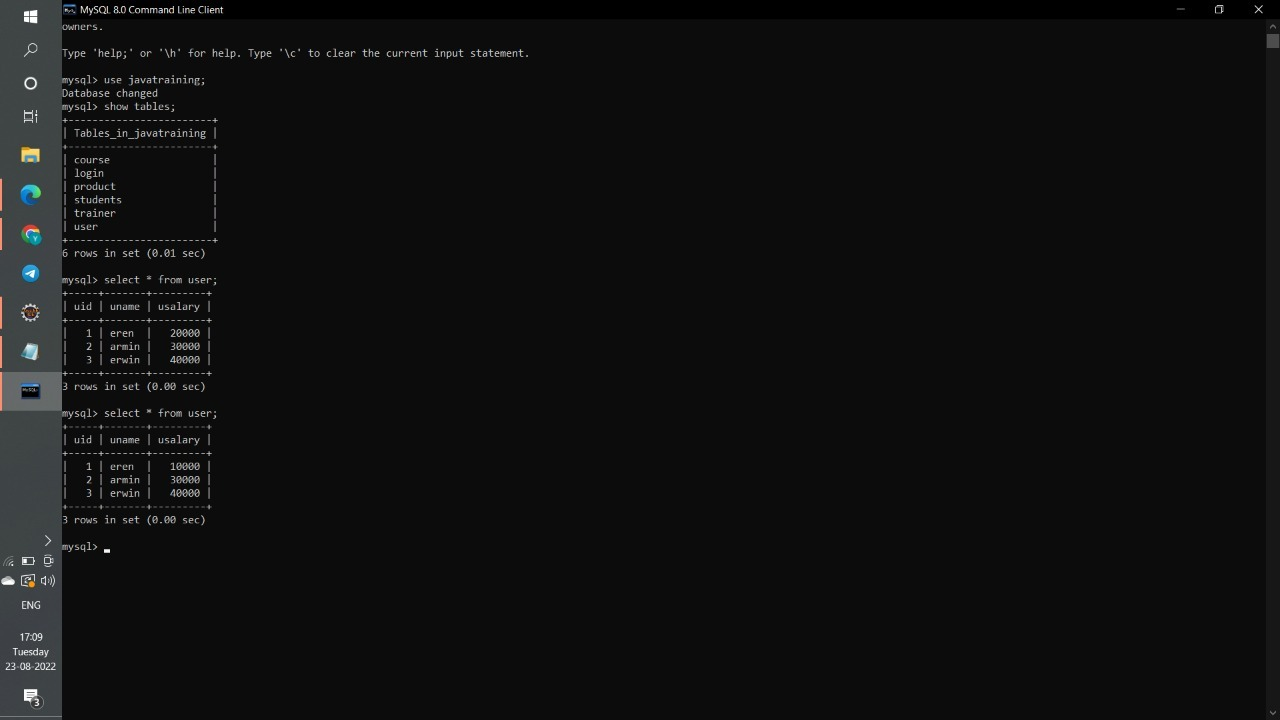 MySQL 8.0 Command Line Client
owners.
Type 'help;' or '\h' for help. Type '\c' to clear the current input statement.
mysql> use javatraining;
Database changed
mysql> show tables;
+------------------------+
| Tables_in_javatraining |
+------------------------+
| course                 |
| login                  |
| product                |
| students               |
| trainer                |
| user                   |
+------------------------+
6 rows in set (0.01 sec)
mysql> select * from user;
+-----+-------+---------+
| uid | uname | usalary |
+-----+-------+---------+
|   1 | eren  |   20000 |
|   2 | armin |   30000 |
|   3 | erwin |   40000 |
+-----+-------+---------+
3 rows in set (0.00 sec)
mysql> select * from user;
+-----+-------+---------+
| uid | uname | usalary |
+-----+-------+---------+
|   1 | eren  |   10000 |
|   2 | armin |   30000 |
|   3 | erwin |   40000 |
+-----+-------+---------+
3 rows in set (0.00 sec)
mysql>
ENG
17:09
Tuesday
23-08-2022
3